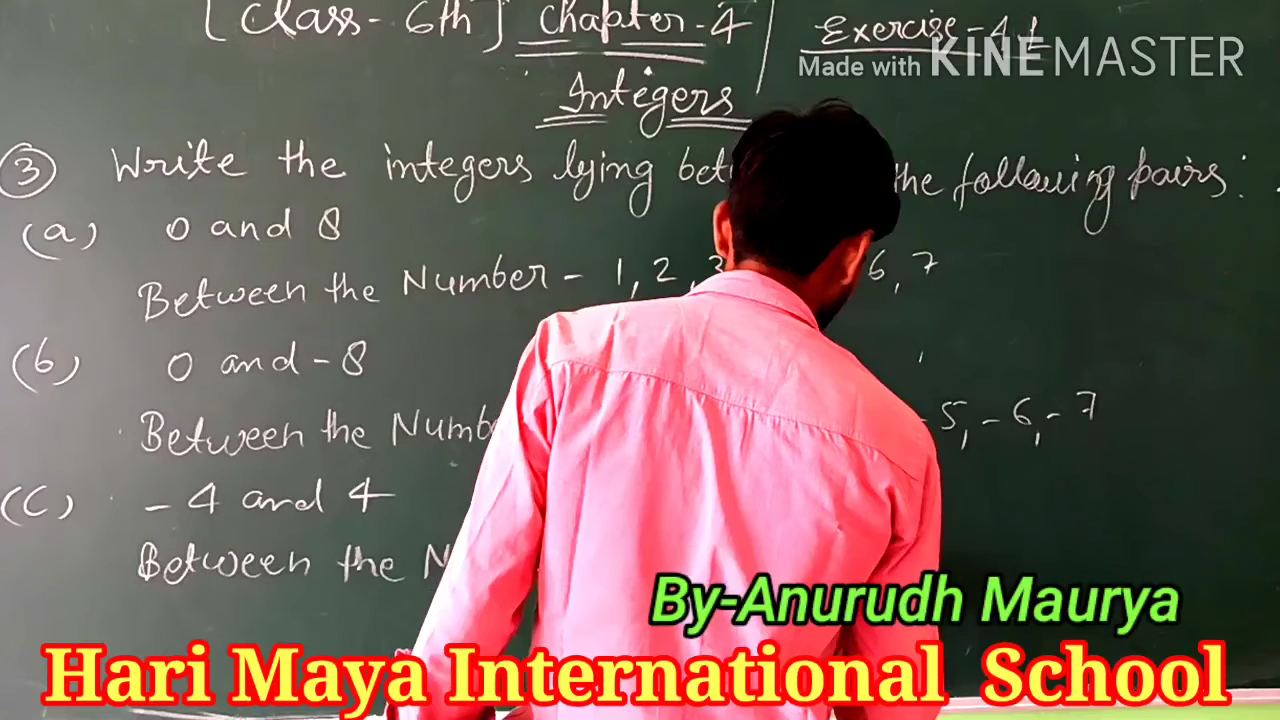 [Class-6th] Chapter-4 | Exercise-4.1
Made with KINEMASTER
Integers
③ Write the integers lying the following pairs:
(a) 0 and 8
Between the Number - 1, 2, 6, 7
(b) 0 and -8
Between the - 5, - 6, - 7
(C) - 4 and 4
Between the
By-Anurudh Maurya
Hari Maya International School